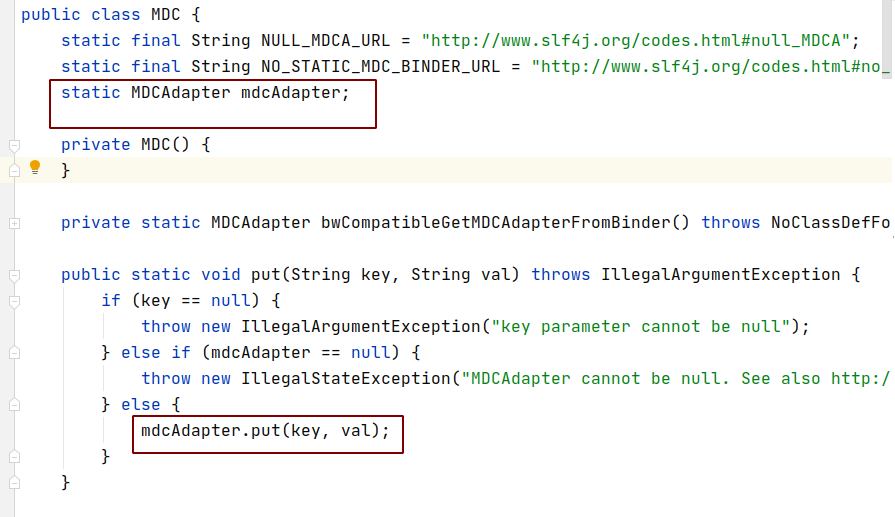 public class MDC {
static final String NULL_MDCA_URL = "http://www.slf4j.org/codes.html#null_MDCA";
static final String NO_STATIC_MDC_BINDER_URL = "http://www.slf4j.org/codes.html#no_
static MDCAdapter mdcAdapter;
private MDC() {
}
private static MDCAdapter bwCompatibleGetMDCAdapterFromBinder() throws NoClassDefFo
public static void put(String key, String val) throws IllegalArgumentException {
if (key == null) {
throw new IllegalArgumentException("key parameter cannot be null");
} else if (mdcAdapter == null) {
throw new IllegalStateException("MDCAdapter cannot be null. See also http:/
} else {
mdcAdapter.put(key, val);
}
}